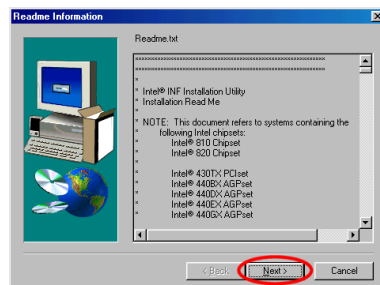 Readme Information
Readme.txt
************************************************************
************************************************************
*
* Intel® INF Installation Utility
* Installation Read Me
*
* NOTE: This document refers to systems containing the
* following Intel chipsets:
* Intel® 810 Chipset
* Intel® 820 Chipset
*
* Intel® 430TX PCIset
* Intel® 440BX AGPset
* Intel® 440DX AGPset
* Intel® 440EX AGPset
* Intel® 440GX AGPset
< Back
Next >
Cancel